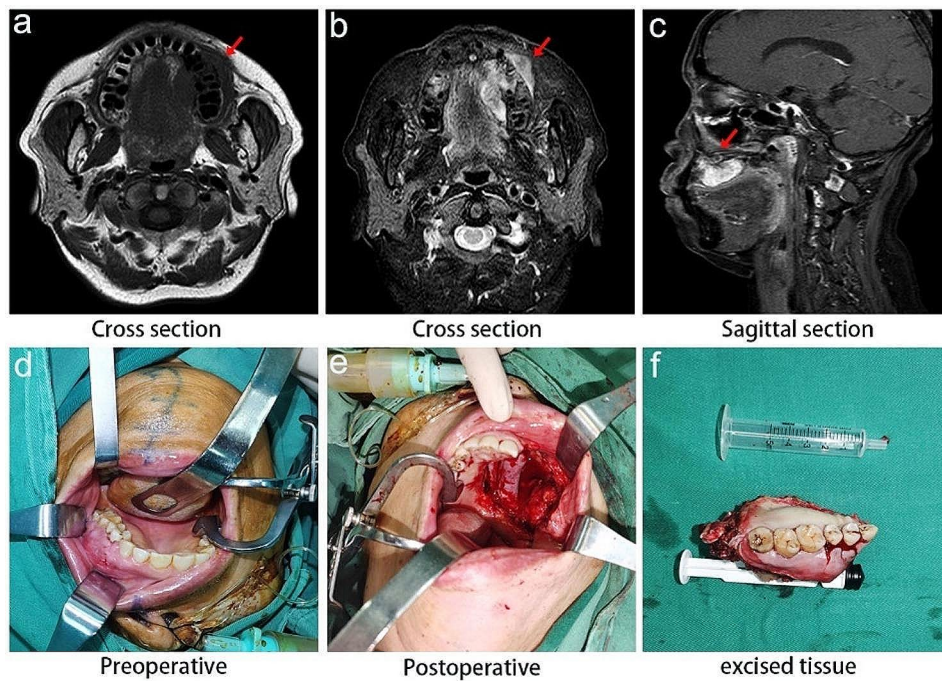 a
b
c
Cross section
Cross section
Sagittal section
d
e
f
Preoperative
Postoperative
excised tissue